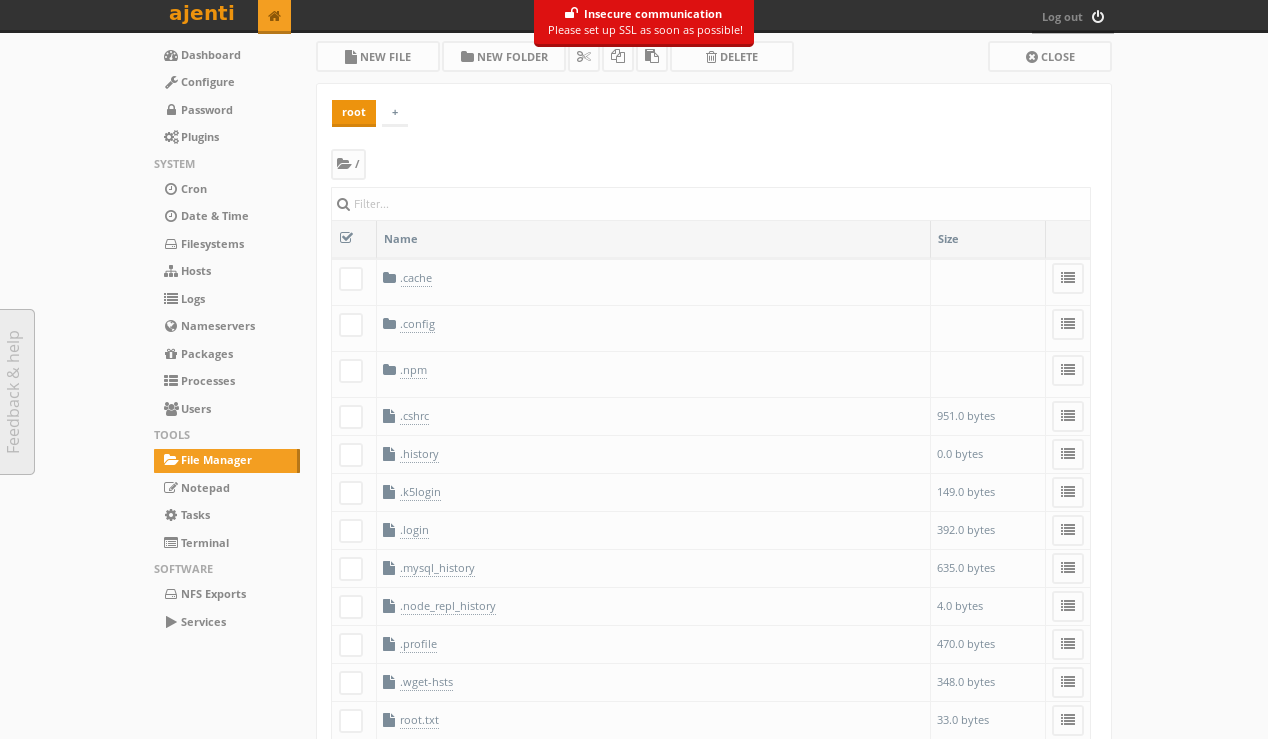 ajenti
Insecure communication
Please set up SSL as soon as possible!
Log out
NEW FILE
NEW FOLDER
DELETE
CLOSE
Dashboard
Configure
Password
Plugins
SYSTEM
Cron
Date & Time
Filesystems
Hosts
Logs
Nameservers
Packages
Processes
Users
TOOLS
File Manager
Notepad
Tasks
Terminal
SOFTWARE
NFS Exports
Services
Feedback & help
root +
/
Filter...
Name Size
.cache
.config
.npm
.cshrc 951.0 bytes
.history 0.0 bytes
.k5login 149.0 bytes
.login 392.0 bytes
.mysql_history 635.0 bytes
.node_repl_history 4.0 bytes
.profile 470.0 bytes
.wget-hsts 348.0 bytes
root.txt 33.0 bytes